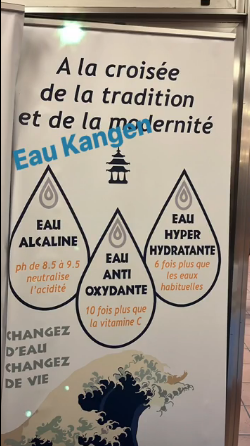 A la croisée
de la tradition
et de la modernité
Eau Kangen
EAU
ALCALINE
ph de 8.5 à 9.5
neutralise
l'acidité
EAU
ANTI
OXYDANTE
10 fois plus que
la vitamine C
EAU
HYPER
HYDRATANTE
6 fois plus que
les eaux
habituelles
CHANGEZ
D'EAU
CHANGEZ
DE VIE